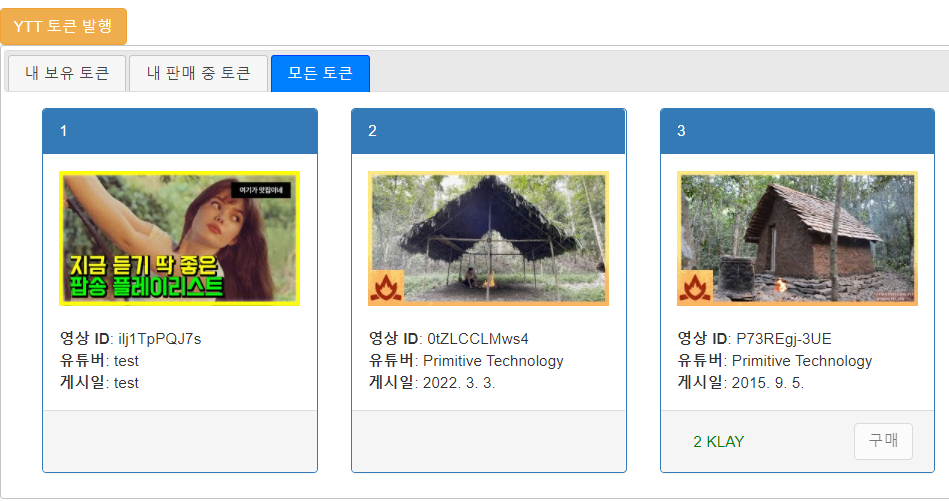 YTT 토큰 발행
내 보유 토큰
내 판매 중 토큰
모든 토큰
1
여기가 맛집이네
지금 듣기 딱 좋은
팝송 플레이리스트
영상 ID: ilj1TpPQJ7s
유튜버: test
게시일: test
2
영상 ID: 0tZLCCLMws4
유튜버: Primitive Technology
게시일: 2022. 3. 3.
3
영상 ID: P73REgj-3UE
유튜버: Primitive Technology
게시일: 2015. 9. 5.
2 KLAY
구매